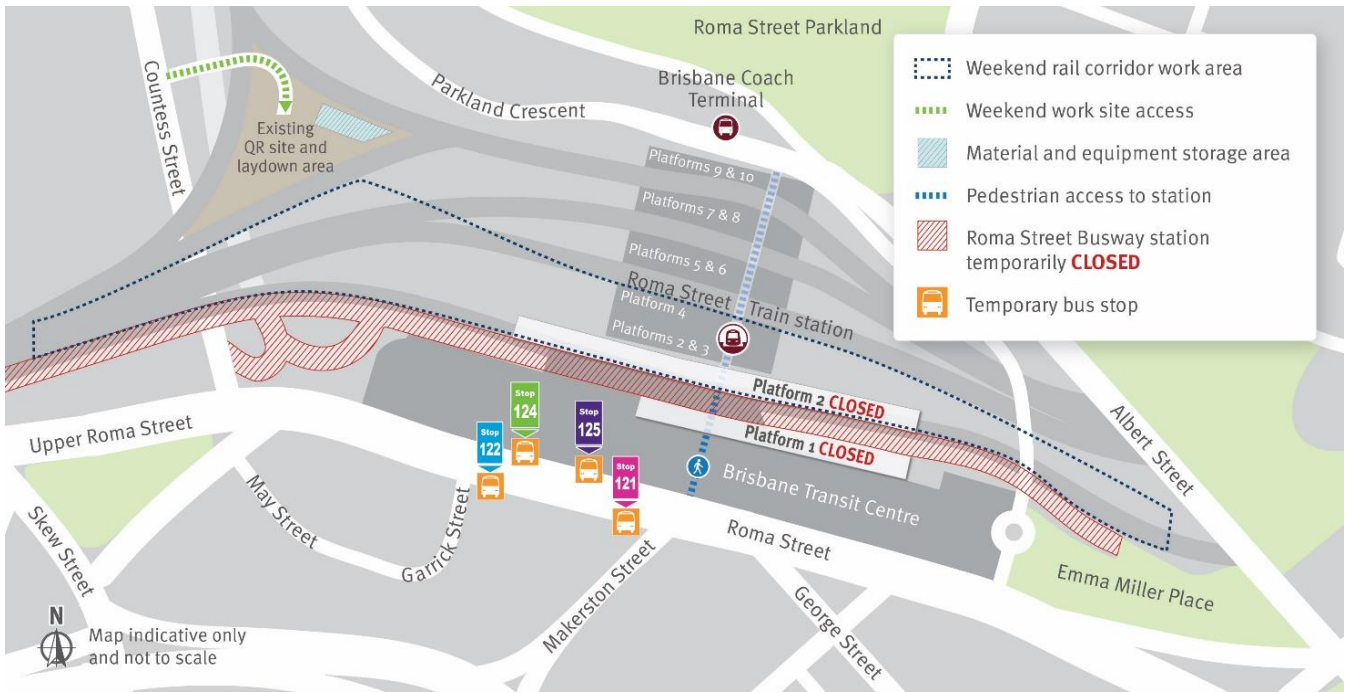 Roma Street Parkland
Brisbane Coach
Terminal
Parkland Crescent
Countess Street
Existing
QR site and
laydown area
Platforms 9 & 10
Platforms 7 & 8
Platforms 5 & 6
Roma Street Train station
Platform 4
Platforms 2 & 3
Platform 2 CLOSED
Platform 1 CLOSED
Weekend rail corridor work area
Weekend work site access
Material and equipment storage area
Pedestrian access to station
Roma Street Busway station
temporarily CLOSED
Temporary bus stop
Albert Street
Upper Roma Street
Stop
124
Stop
122
Stop
125
Stop
121
Brisbane Transit Centre
Roma Street
May Street
Skew Street
Garrick Street
Makerston Street
George Street
Emma Miller Place
N
Map indicative only
and not to scale